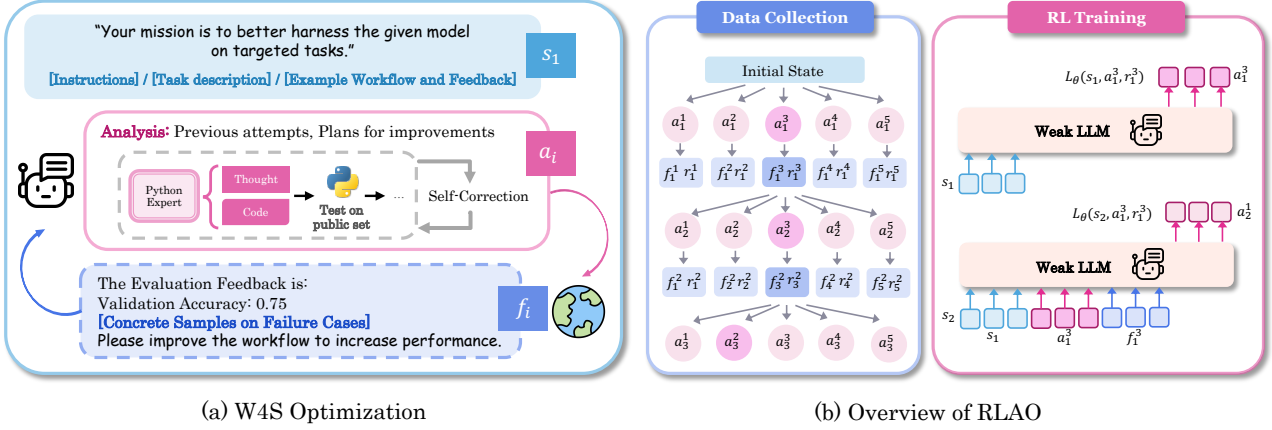 “Your mission is to better harness the given model
on targeted tasks.”
[Instructions] / [Task description] / [Example Workflow and Feedback]
s₁
Analysis: Previous attempts, Plans for improvements
Python
Expert
Thought
Code
Test on
public set
...
Self-Correction
aᵢ
The Evaluation Feedback is:
Validation Accuracy: 0.75
[Concrete Samples on Failure Cases]
Please improve the workflow to increase performance.
fᵢ
(a) W4S Optimization
Data Collection
Initial State
a₁¹ a₁² a₁³ a₁⁴ a₁⁵
f₁¹ r₁¹ f₁² r₁² f₁³ r₁³ f₁⁴ r₁⁴ f₁⁵ r₁⁵
a₂¹ a₂² a₂³ a₂⁴ a₂⁵
f₁² r₁² f₂² r₂² f₃² r₃² f₄² r₄² f₅² r₅²
a₃¹ a₃² a₃³ a₃⁴ a₃⁵
RL Training
L_θ(s₁, a₁³, r₁³) a₁³
Weak LLM
s₁
L_θ(s₂, a₁³, r₁³) a₂¹
Weak LLM
s₂
s₁ a₁³ f₁³
(b) Overview of RLAO